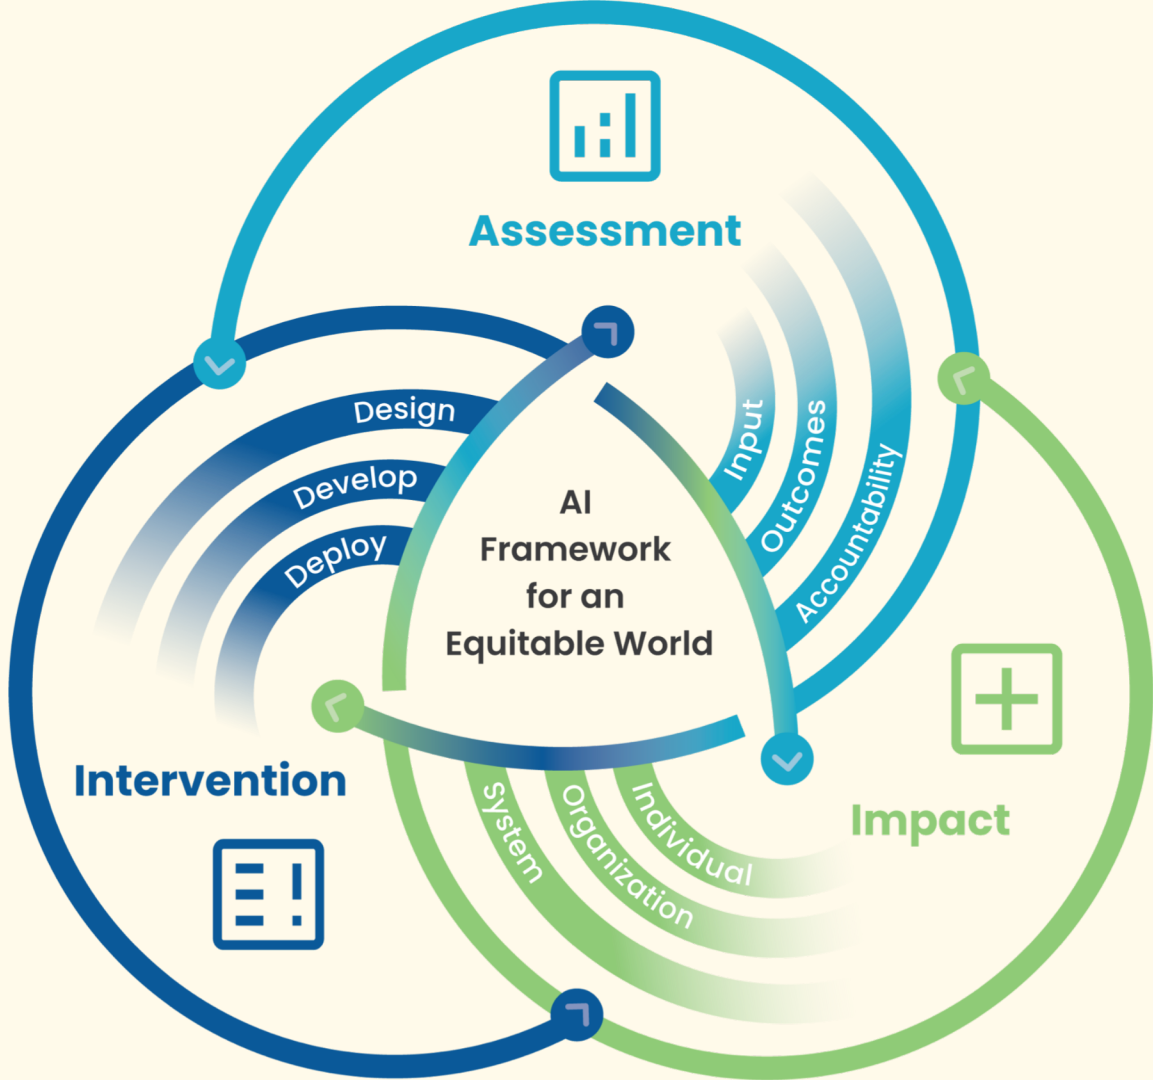 Assessment
Input
Outcomes
Accountability
Design
Develop
Deploy
AI
Framework
for an
Equitable World
Intervention
System
Organization
Individual
Impact